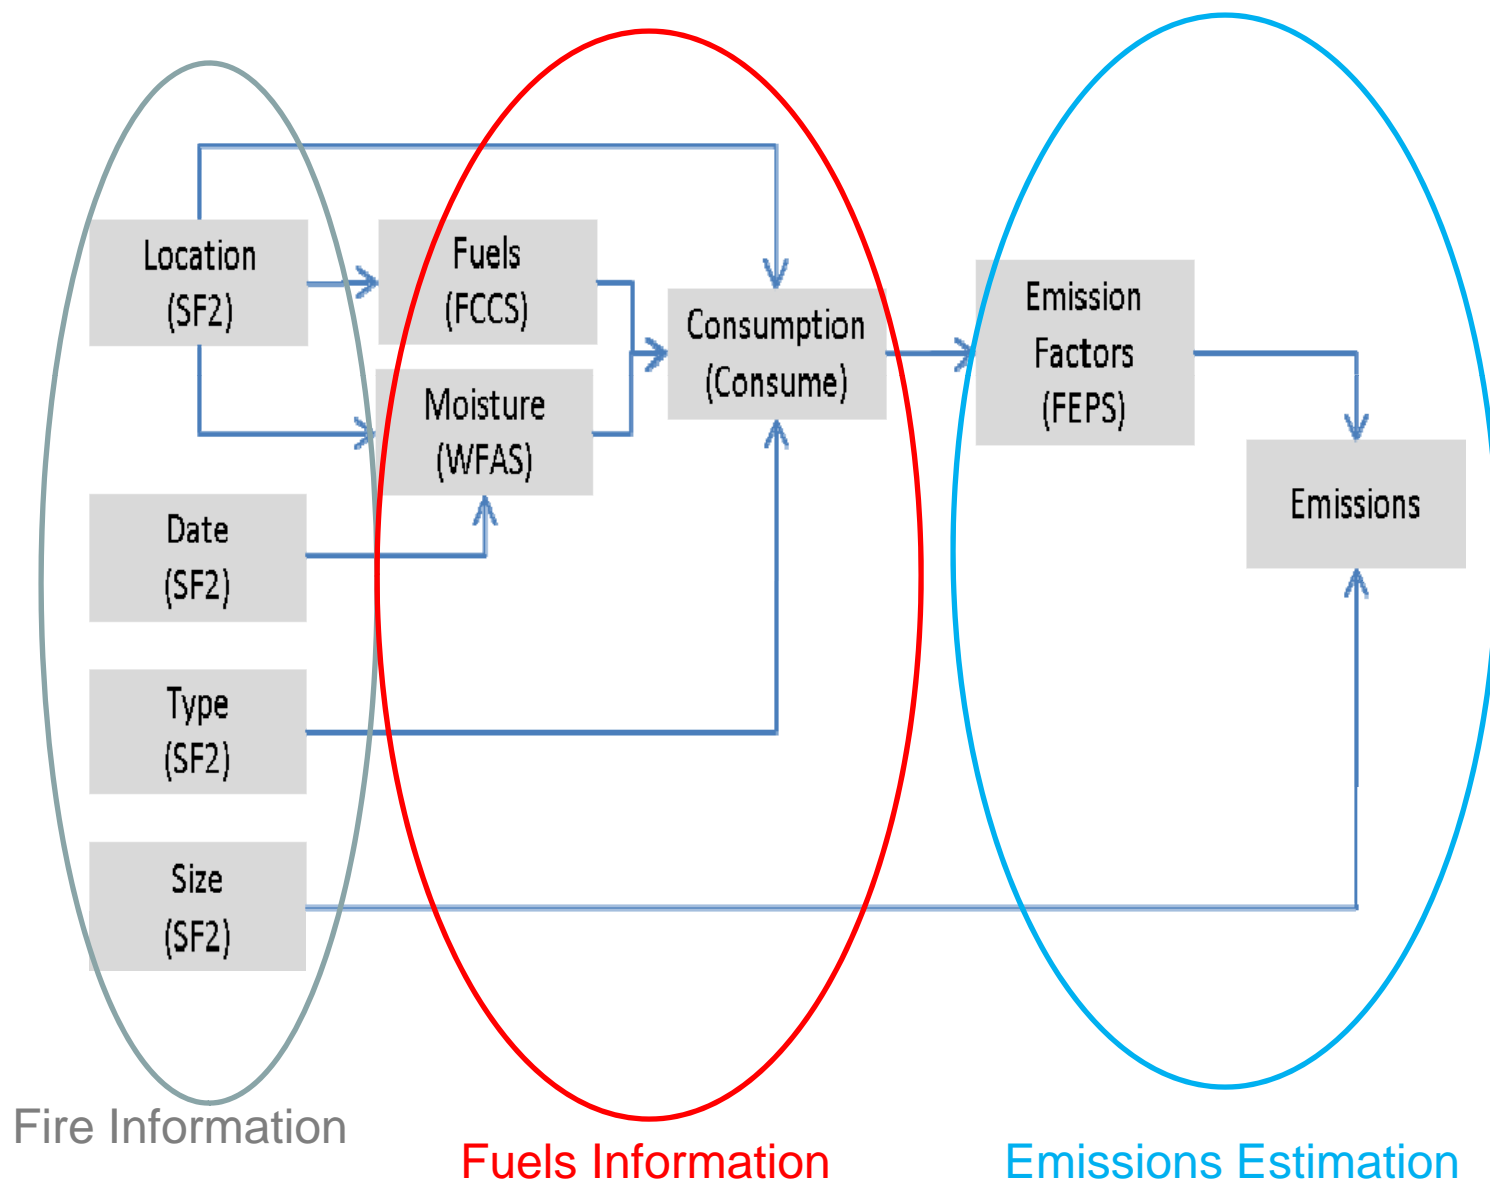 Location
(SF2)
Fuels
(FCCS)
Moisture
(WFAS)
Consumption
(Consume)
Emission
Factors
(FEPS)
Emissions
Date
(SF2)
Type
(SF2)
Size
(SF2)
Fire Information
Fuels Information
Emissions Estimation